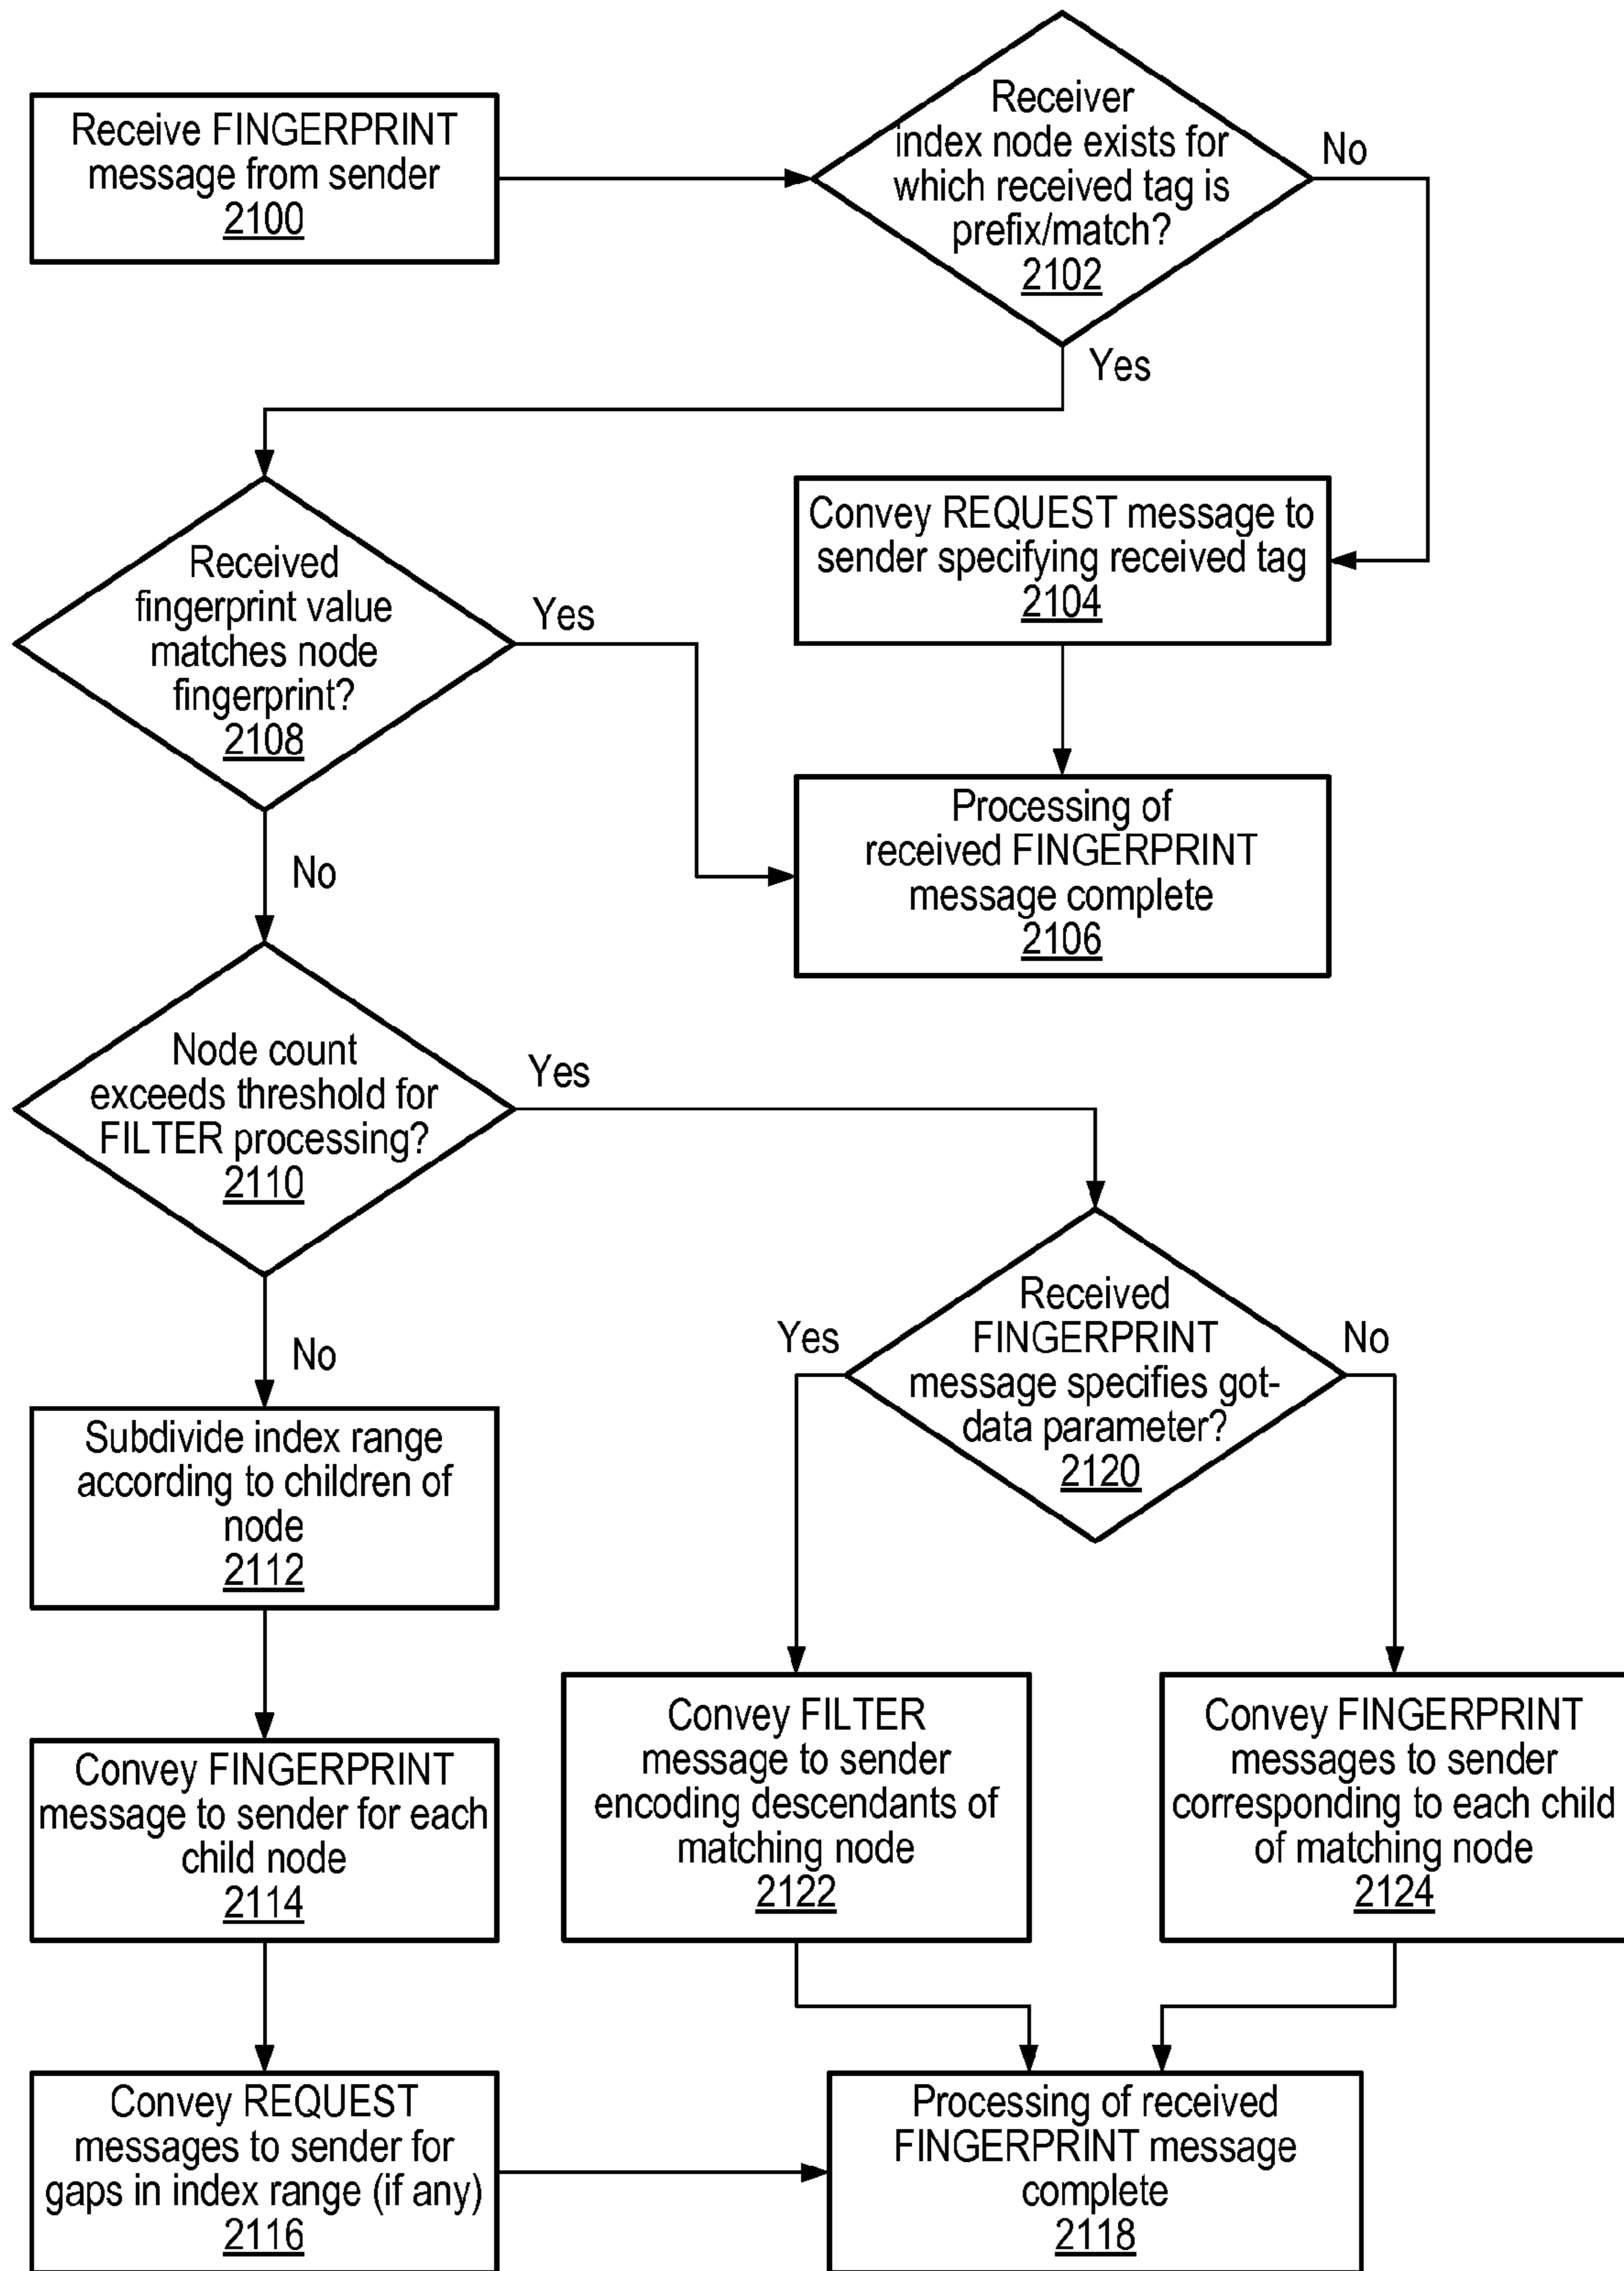 Receive FINGERPRINT
message from sender
2100
Receiver
index node exists for
which received tag is
prefix/match?
2102
No
Yes
Convey REQUEST message to
sender specifying received tag
2104
Received
fingerprint value
matches node
fingerprint?
2108
Yes
No
Processing of
received FINGERPRINT
message complete
2106
Node count
exceeds threshold for
FILTER processing?
2110
Yes
No
Received
FINGERPRINT
message specifies got-
data parameter?
2120
Yes
No
Subdivide index range
according to children of
node
2112
Convey FINGERPRINT
message to sender for each
child node
2114
Convey FILTER
message to sender
encoding descendants of
matching node
2122
Convey FINGERPRINT
messages to sender
corresponding to each child
of matching node
2124
Convey REQUEST
messages to sender for
gaps in index range (if any)
2116
Processing of received
FINGERPRINT message
complete
2118